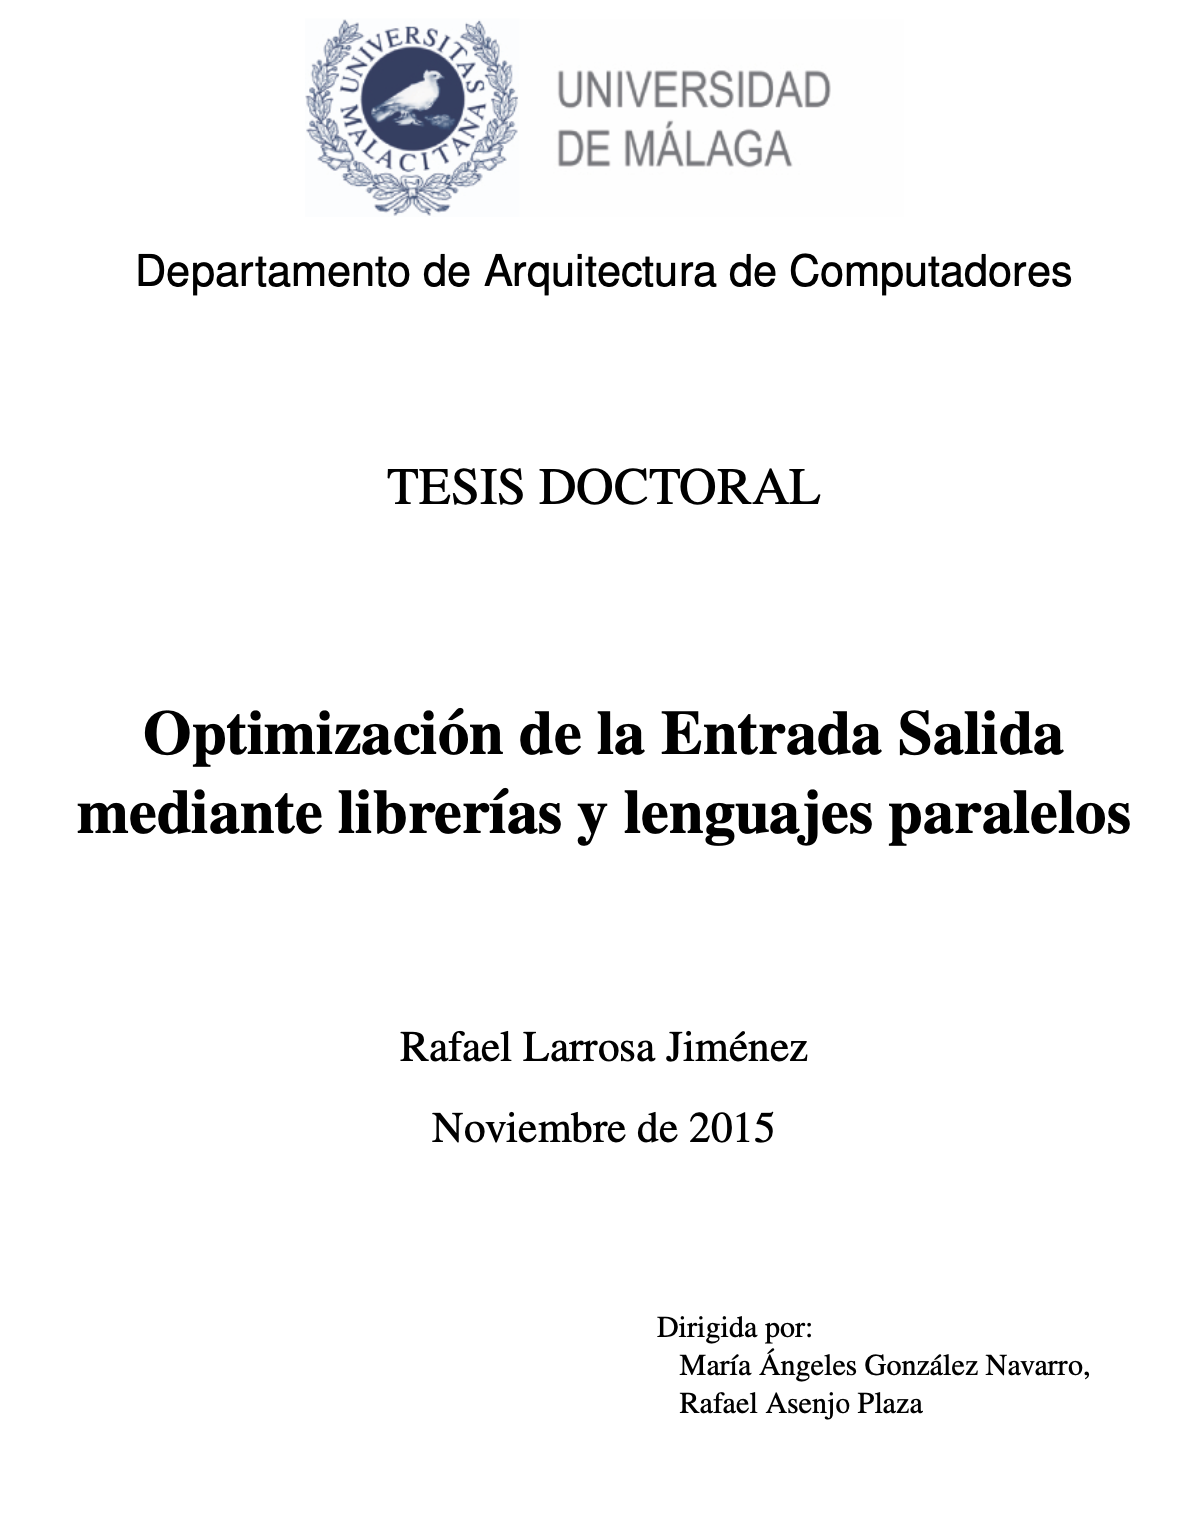 UNIVERSITAS MALACITANA
UNIVERSIDAD
DE MÁLAGA
Departamento de Arquitectura de Computadores
TESIS DOCTORAL
Optimización de la Entrada Salida
mediante librerías y lenguajes paralelos
Rafael Larrosa Jiménez
Noviembre de 2015
Dirigida por:
María Ángeles González Navarro,
Rafael Asenjo Plaza